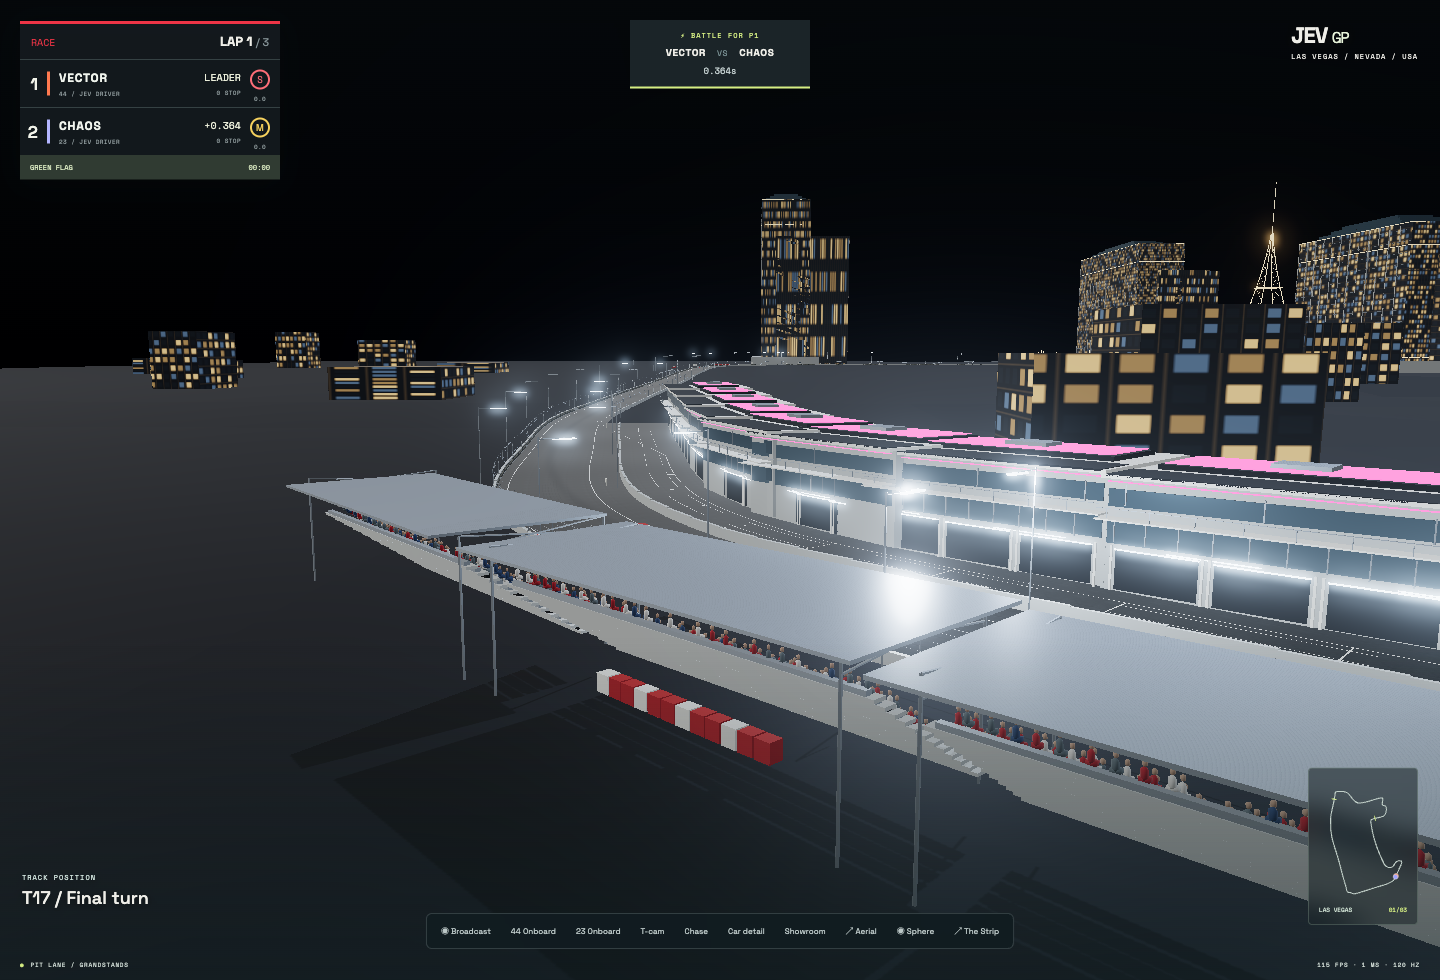 RACE LAP 1 / 3
1 VECTOR LEADER S
44 / JEV DRIVER 0 STOP 0.0
2 CHAOS +0.364 M
23 / JEV DRIVER 0 STOP 0.0
GREEN FLAG 00:00
⚡ BATTLE FOR P1
VECTOR VS CHAOS
0.364s
JEV GP
LAS VEGAS / NEVADA / USA
TRACK POSITION
T17 / Final turn
PIT LANE / GRANDSTANDS
◉ Broadcast 44 Onboard 23 Onboard T-cam Chase Car detail Showroom ↗ Aerial ◉ Sphere ↗ The Strip
LAS VEGAS 01/03
115 FPS · 1 MS · 120 HZ